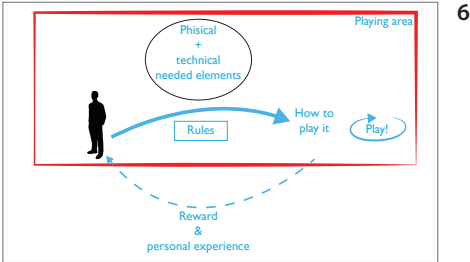 6
Playing area
Phisical
+
technical
needed elements
Rules
How to
play it
Play!
Reward
&
personal experience